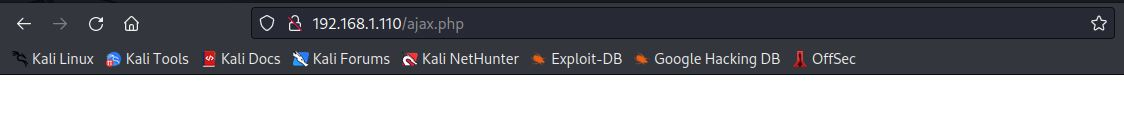 192.168.1.110/ajax.php
Kali Linux Kali Tools Kali Docs Kali Forums Kali NetHunter Exploit-DB Google Hacking DB OffSec